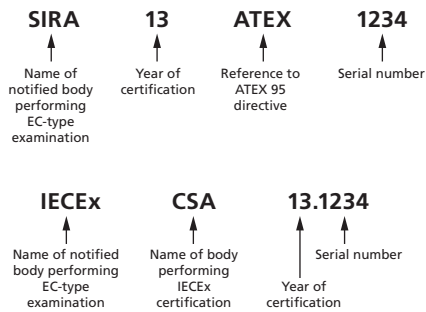 SIRA 13 ATEX 1234
Name of notified body performing EC-type examination
Year of certification
Reference to ATEX 95 directive
Serial number
IECEx CSA 13.1234
Name of notified body performing EC-type examination
Name of body performing IECEx certification
Year of certification
Serial number